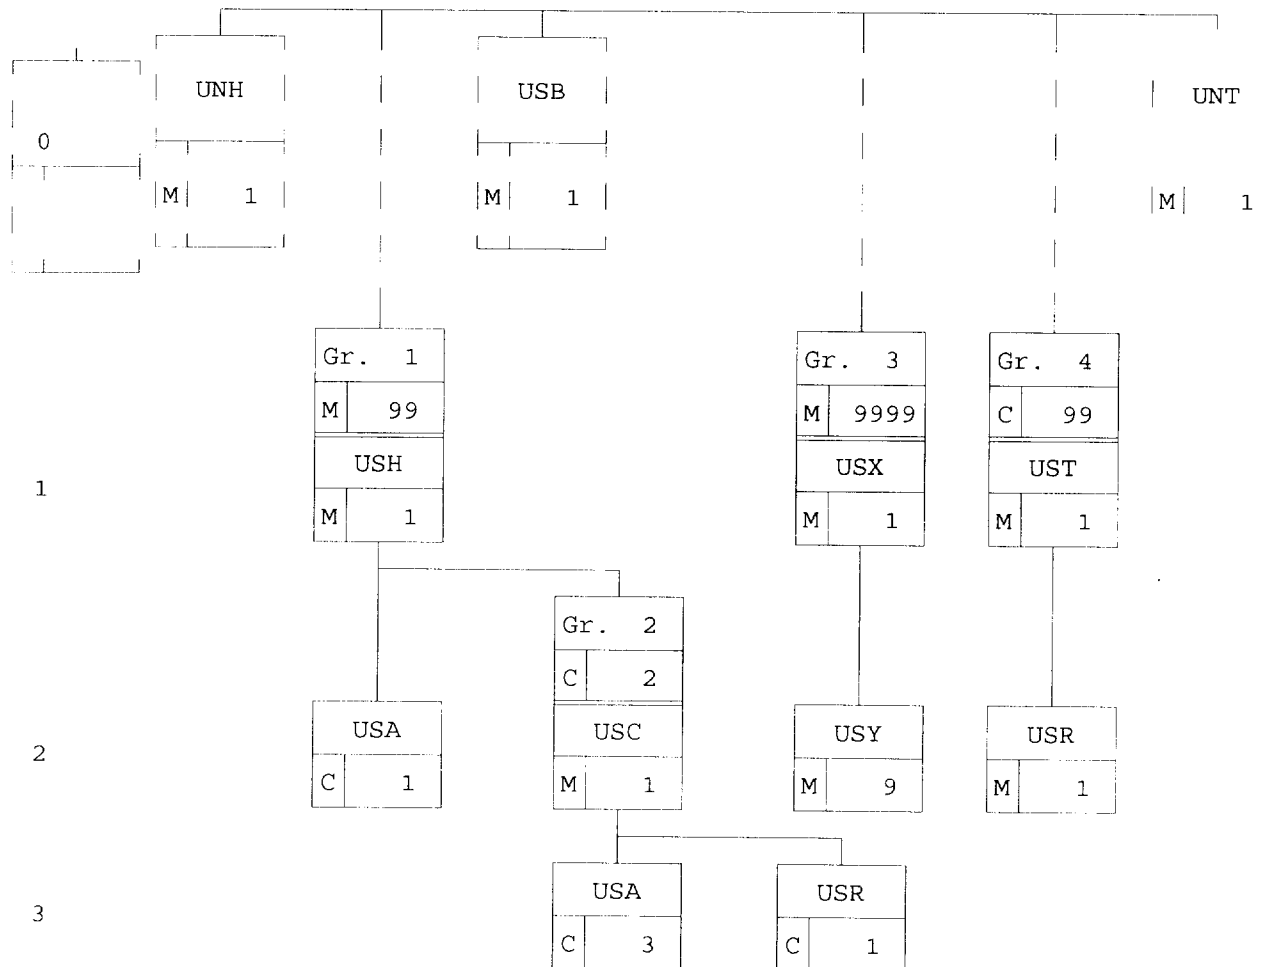 UNH USB UNT
0
M 1 M 1 M 1
Gr. 1 Gr. 3 Gr. 4
M 99 M 9999 C 99
USH USX UST
1
M 1 M 1 M 1
Gr. 2
C 2
USA USC USY USR
2
C 1 M 1 M 9 M 1
USA USR
3
C 3 C 1